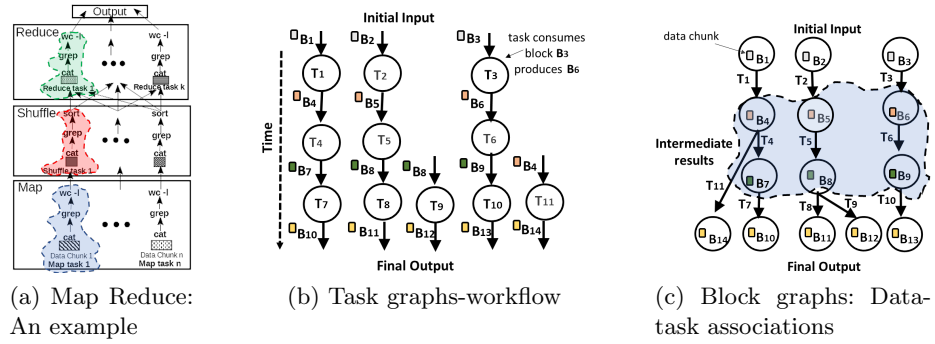 Output
Reduce
wc -l
wc -l
grep
grep
cat
cat
Reduce task 1
Reduce task k
Shuffle
sort
sort
grep
grep
cat
cat
Shuffle task 1
Map
wc -l
wc -l
grep
grep
cat
cat
Data Chunk 1
Data Chunk n
Map task 1
Map task n
(a) Map Reduce:
An example
Initial Input
B1
B2
B3
task consumes
block B3
produces B6
T1
T2
T3
B4
B5
B6
Time
T4
T5
T6
B7
B8
B8
B9
B4
T7
T8
T9
T10
T11
B10
B11
B12
B13
B14
Final Output
(b) Task graphs-workflow
data chunk
Initial Input
B1
B2
B3
T1
T2
T3
B4
B5
B6
Intermediate
results
T4
T5
T6
B7
B8
B9
T11
T7
T8
T9
T10
B14
B10
B11
B12
B13
Final Output
(c) Block graphs: Data-
task associations